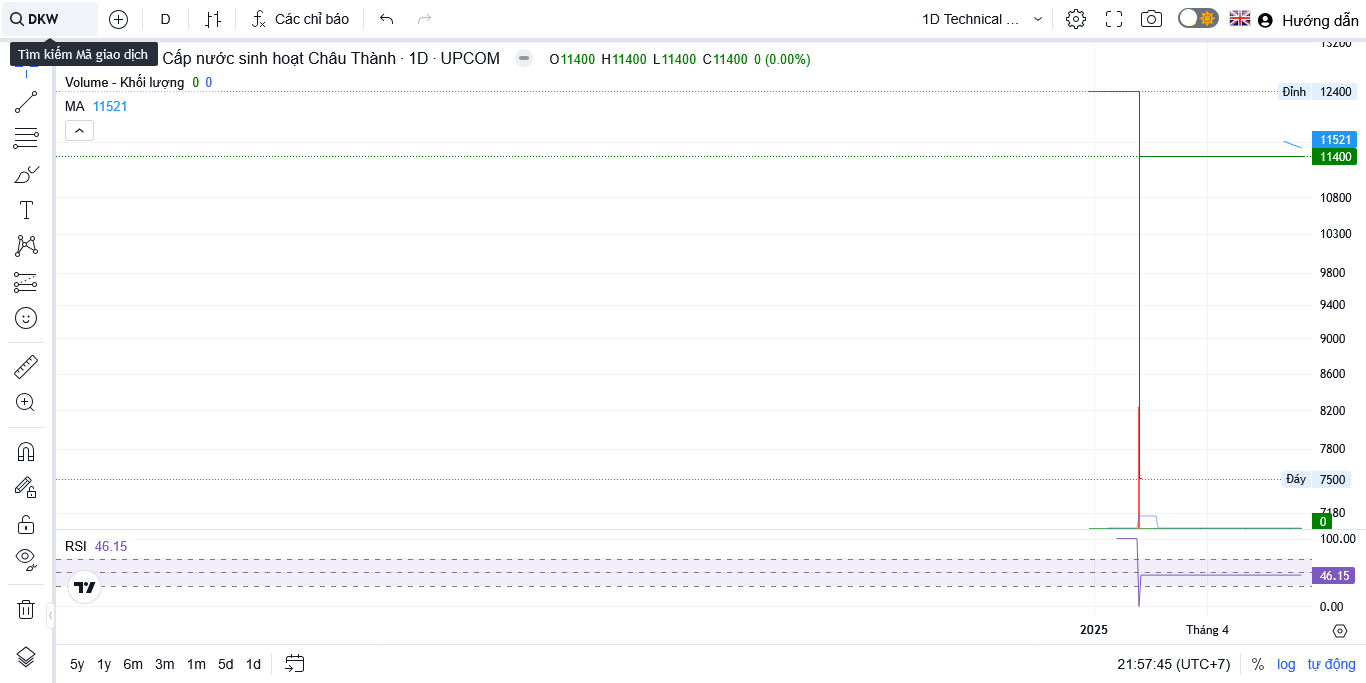 DKW D Các chỉ báo 1D Technical ... Hướng dẫn
Tìm kiếm Mã giao dịch
Cấp nước sinh hoạt Châu Thành · 1D · UPCOM O11400 H11400 L11400 C11400 0 (0.00%)
Volume - Khối lượng 0 0
MA 11521
13200
Đỉnh 12400
11521
11400
10800
10300
9800
9400
9000
8600
8200
7800
Đáy 7500
7180
0
RSI 46.15
100.00
46.15
0.00
2025 Tháng 4
5y 1y 6m 3m 1m 5d 1d 21:57:45 (UTC+7) % log tự động